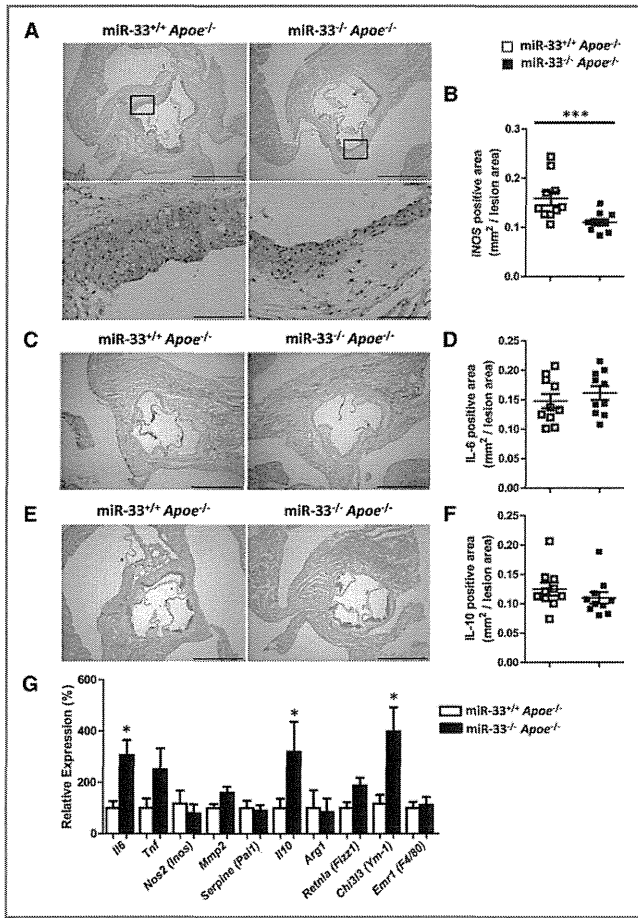 A
miR-33+/+ Apoe-/-
miR-33-/- Apoe-/-
miR-33+/+ Apoe-/-
miR-33-/- Apoe-/-
B
***
iNOS positive area
(mm2 / lesion area)
0.3
0.2
0.1
0.0
C
miR-33+/+ Apoe-/-
miR-33-/- Apoe-/-
D
IL-6 positive area
(mm2 / lesion area)
0.25
0.20
0.15
0.10
0.05
0.00
E
miR-33+/+ Apoe-/-
miR-33-/- Apoe-/-
F
IL-10 positive area
(mm2 / lesion area)
0.25
0.20
0.15
0.10
0.05
0.00
G
Relative Expression (%)
600
400
200
0
*
*
*
miR-33+/+ Apoe-/-
miR-33-/- Apoe-/-
Il6
Tnf
Nos2 (Inos)
Mmp2
Serpine (Pai1)
Il10
Arg1
Retnla (Fizz1)
Chi3l3 (Ym-1)
Emr1 (F4/80)